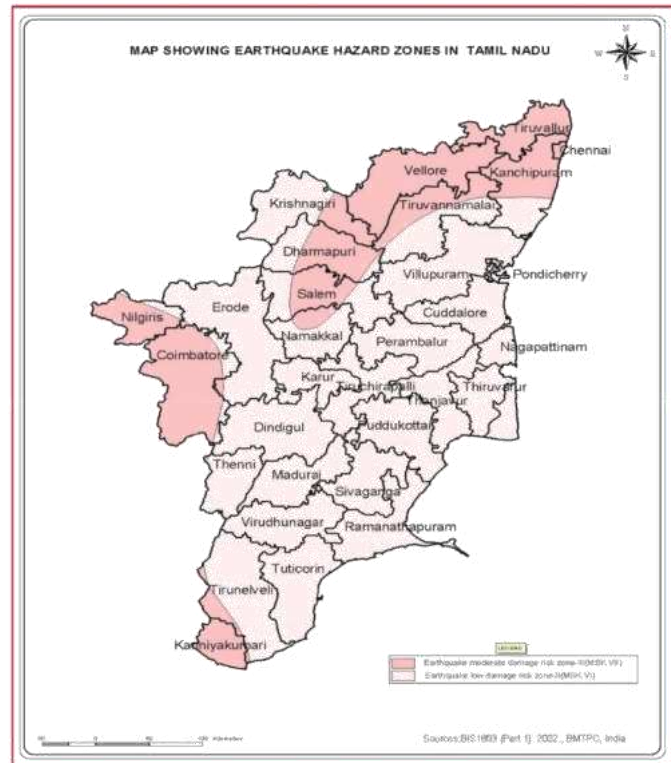 MAP SHOWING EARTHQUAKE HAZARD ZONES IN TAMIL NADU
N
W E
S
Tiruvallur
Chennai
Vellore
Kanchipuram
Krishnagiri
Tiruvannamalai
Dharmapuri
Villupuram
Pondicherry
Salem
Erode
Nilgiris
Cuddalore
Namakkal
Perambalur
Nagapattinam
Coimbatore
Karur
Tiruchirapalli
Thiruvarur
Thanjavur
Puddukottai
Dindigul
Thenni
Madurai
Sivaganga
Virudhunagar
Ramanathapuram
Tuticorin
Tirunelveli
Kanniyakumari
LEGEND
Earthquake moderate damage risk zone-III(MSK VII)
Earthquake low damage risk zone-II(MSK VI)
Sources:BIS1893 (Part 1): 2002., BMTPC, India